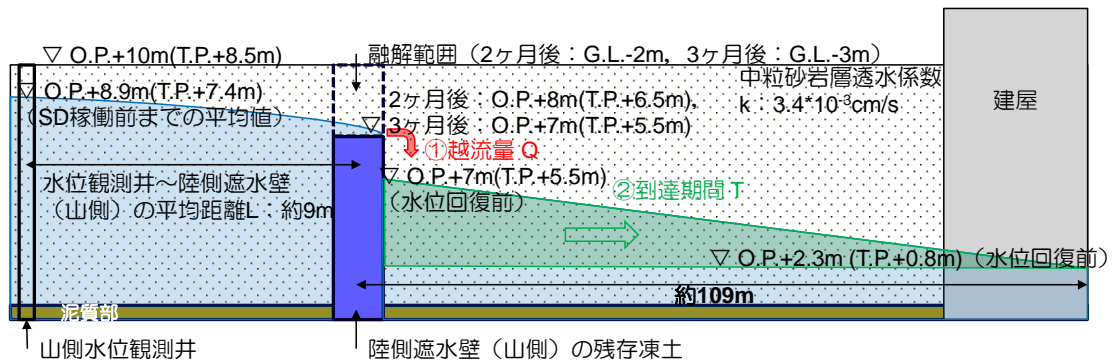 ▽ O.P.+10m(T.P.+8.5m)
融解範囲（2ヶ月後：G.L.-2m，3ヶ月後：G.L.-3m）
▽ O.P.+8.9m(T.P.+7.4m)
（SD稼働前までの平均値）
中粒砂岩層透水係数
k：3.4*10-3cm/s
建屋
2ヶ月後：O.P.+8m(T.P.+6.5m)，
▽ 3ヶ月後：O.P.+7m(T.P.+5.5m)
①越流量 Q
水位観測井～陸側遮水壁
（山側）の平均距離L：約9m
▽ O.P.+7m(T.P.+5.5m)
（水位回復前）
②到達期間 T
▽ O.P.+2.3m (T.P.+0.8m)（水位回復前）
約109m
泥質部
山側水位観測井
陸側遮水壁（山側）の残存凍土